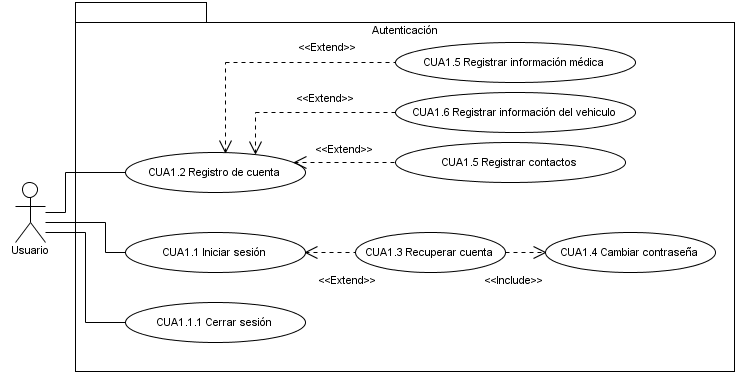 Autenticación
<<Extend>>
CUA1.5 Registrar información médica
<<Extend>>
CUA1.6 Registrar información del vehiculo
<<Extend>>
CUA1.5 Registrar contactos
CUA1.2 Registro de cuenta
Usuario
CUA1.1 Iniciar sesión
CUA1.3 Recuperar cuenta
CUA1.4 Cambiar contraseña
<<Extend>>
<<Include>>
CUA1.1.1 Cerrar sesión